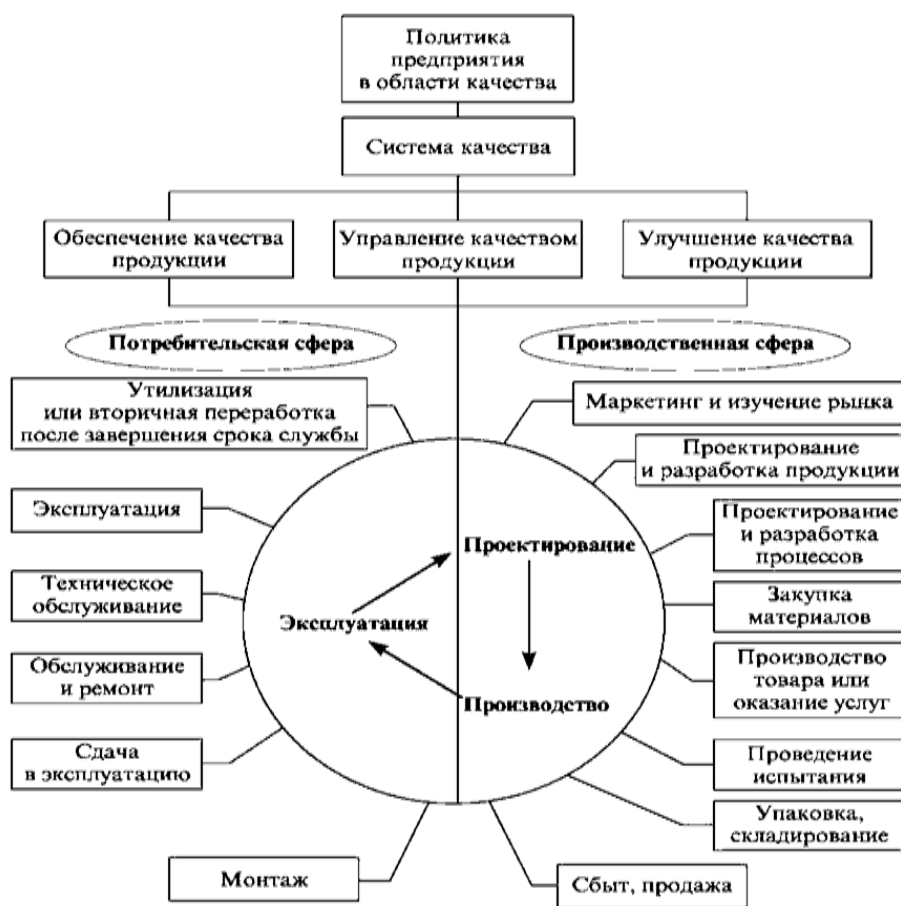 Политика
предприятия
в области качества
Система качества
Обеспечение качества
продукции
Управление качеством
продукции
Улучшение качества
продукции
Потребительская сфера
Производственная сфера
Утилизация
или вторичная переработка
после завершения срока службы
Эксплуатация
Техническое
обслуживание
Обслуживание
и ремонт
Сдача
в эксплуатацию
Монтаж
Проектирование
Эксплуатация
Производство
Маркетинг и изучение рынка
Проектирование
и разработка продукции
Проектирование
и разработка
процессов
Закупка
материалов
Производство
товара или
оказание услуг
Проведение
испытания
Упаковка,
складирование
Сбыт, продажа